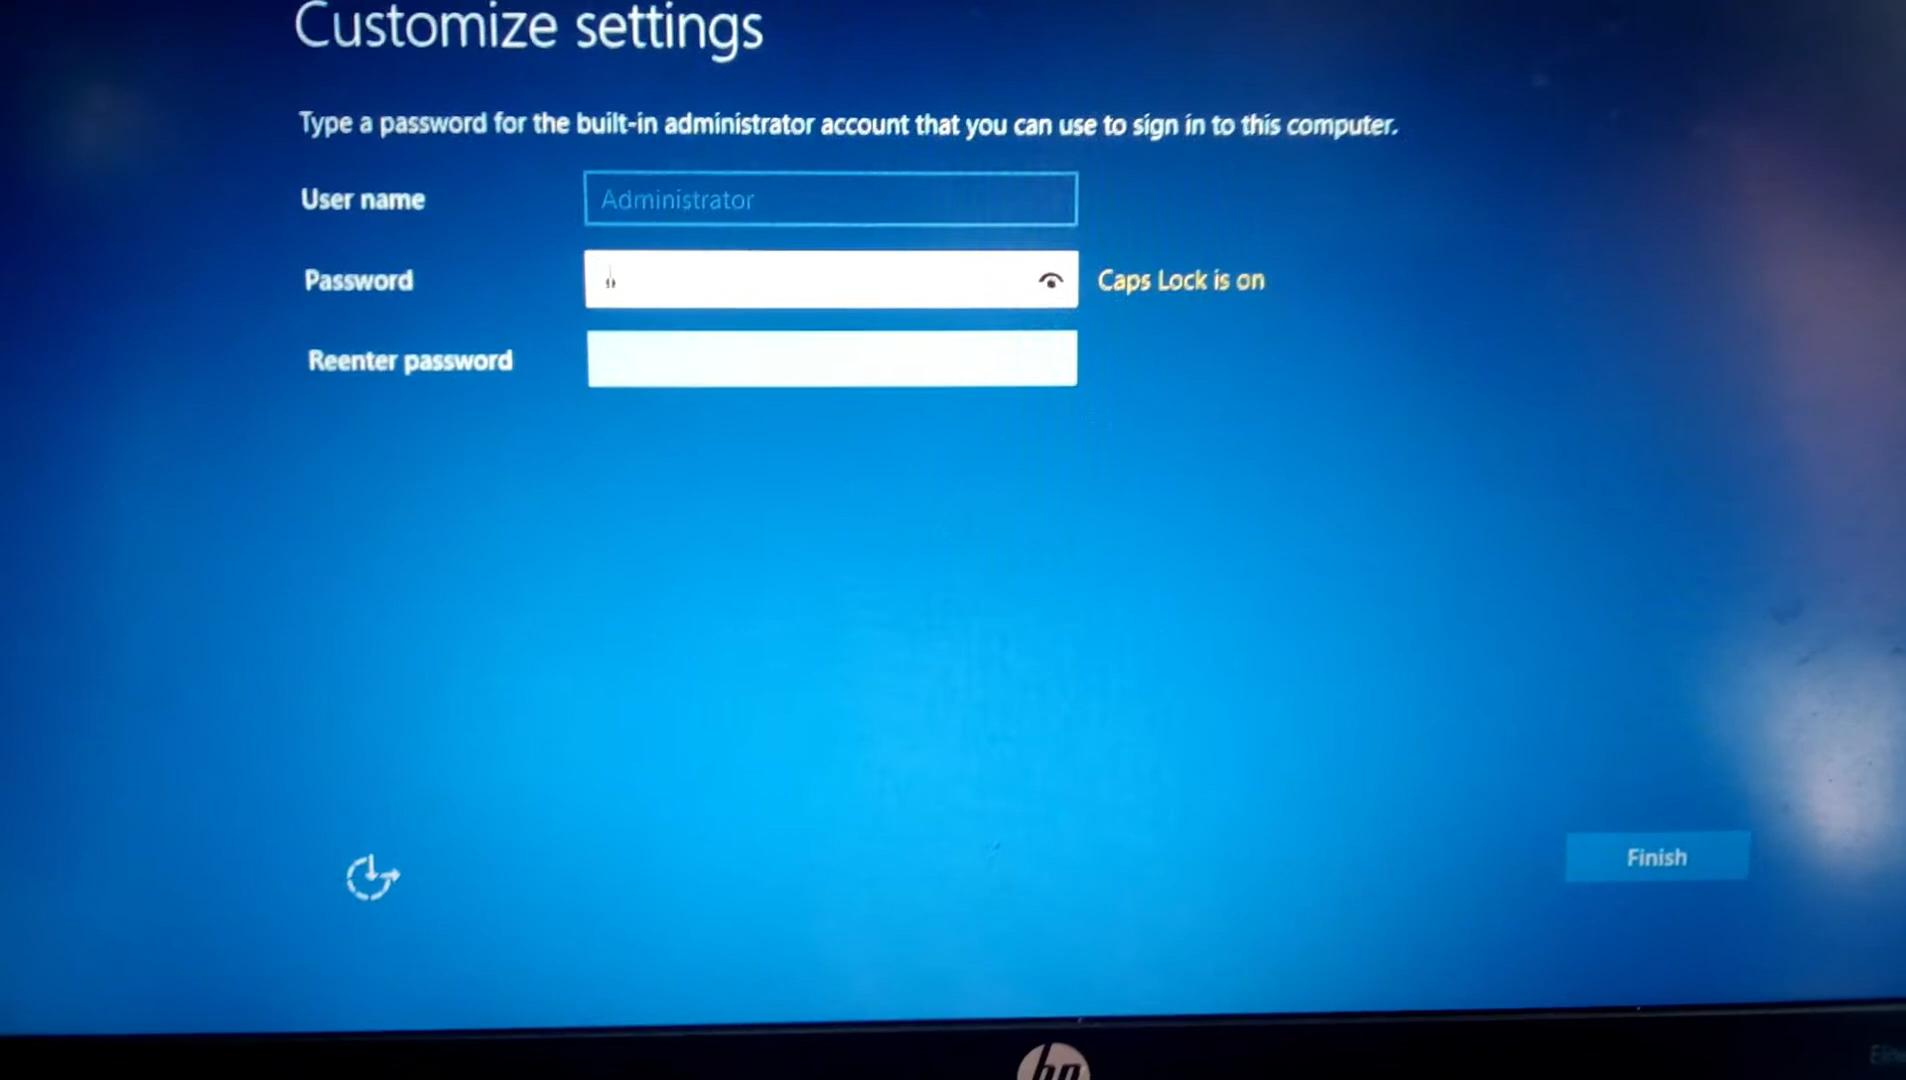 Customize settings
Type a password for the built-in administrator account that you can use to sign in to this computer.
User name
Administrator
Password
Caps Lock is on
Reenter password
Finish
hp